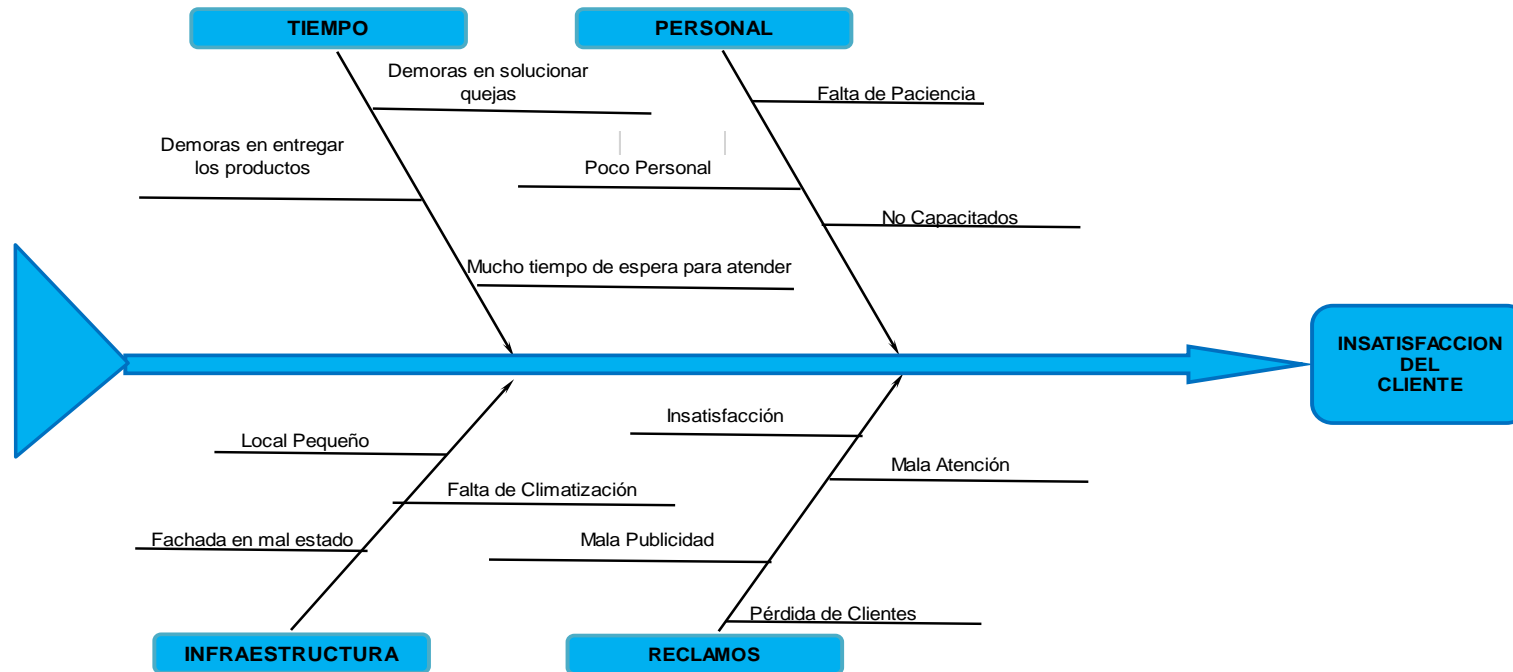 TIEMPO
PERSONAL
Demoras en solucionar
quejas
Falta de Paciencia
Demoras en entregar
los productos
Poco Personal
No Capacitados
Mucho tiempo de espera para atender
INSATISFACCION
DEL
CLIENTE
Insatisfacción
Local Pequeño
Mala Atención
Falta de Climatización
Fachada en mal estado
Mala Publicidad
Pérdida de Clientes
INFRAESTRUCTURA
RECLAMOS